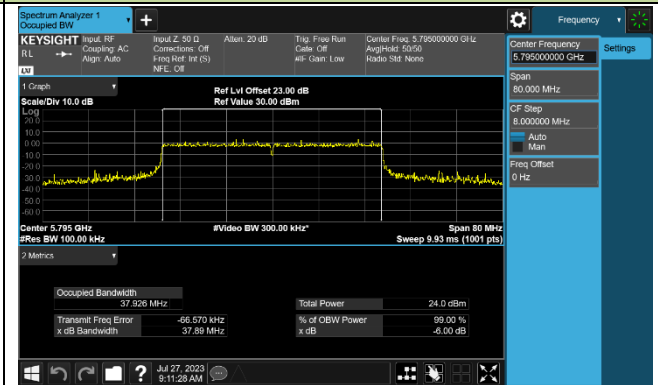 Spectrum Analyzer 1
Occupied BW
+
Frequency
KEYSIGHT
RL
LXI
Input: RF
Coupling: AC
Align: Auto
Input Z: 50 Ω
Corrections: Off
Freq Ref: Int (S)
NFE: Off
Atten: 20 dB
Trig: Free Run
Gate: Off
#IF Gain: Low
Center Freq: 5.795000000 GHz
Avg|Hold: 50/50
Radio Std: None
Center Frequency
5.795000000 GHz
Settings
Span
80.000 MHz
CF Step
8.000000 MHz
Auto
Man
Freq Offset
0 Hz
1 Graph
Scale/Div 10.0 dB
Ref Lvl Offset 23.00 dB
Ref Value 30.00 dBm
Log
20.0
10.0
0.00
-10.0
-20.0
-30.0
-40.0
-50.0
-60.0
Center 5.795 GHz
#Video BW 300.00 kHz*
Span 80 MHz
#Res BW 100.00 kHz
Sweep 9.93 ms (1001 pts)
2 Metrics
Occupied Bandwidth
37.926 MHz
Total Power 24.0 dBm
Transmit Freq Error -66.570 kHz
% of OBW Power 99.00 %
x dB Bandwidth 37.89 MHz
x dB -6.00 dB
?
Jul 27, 2023
9:11:28 AM